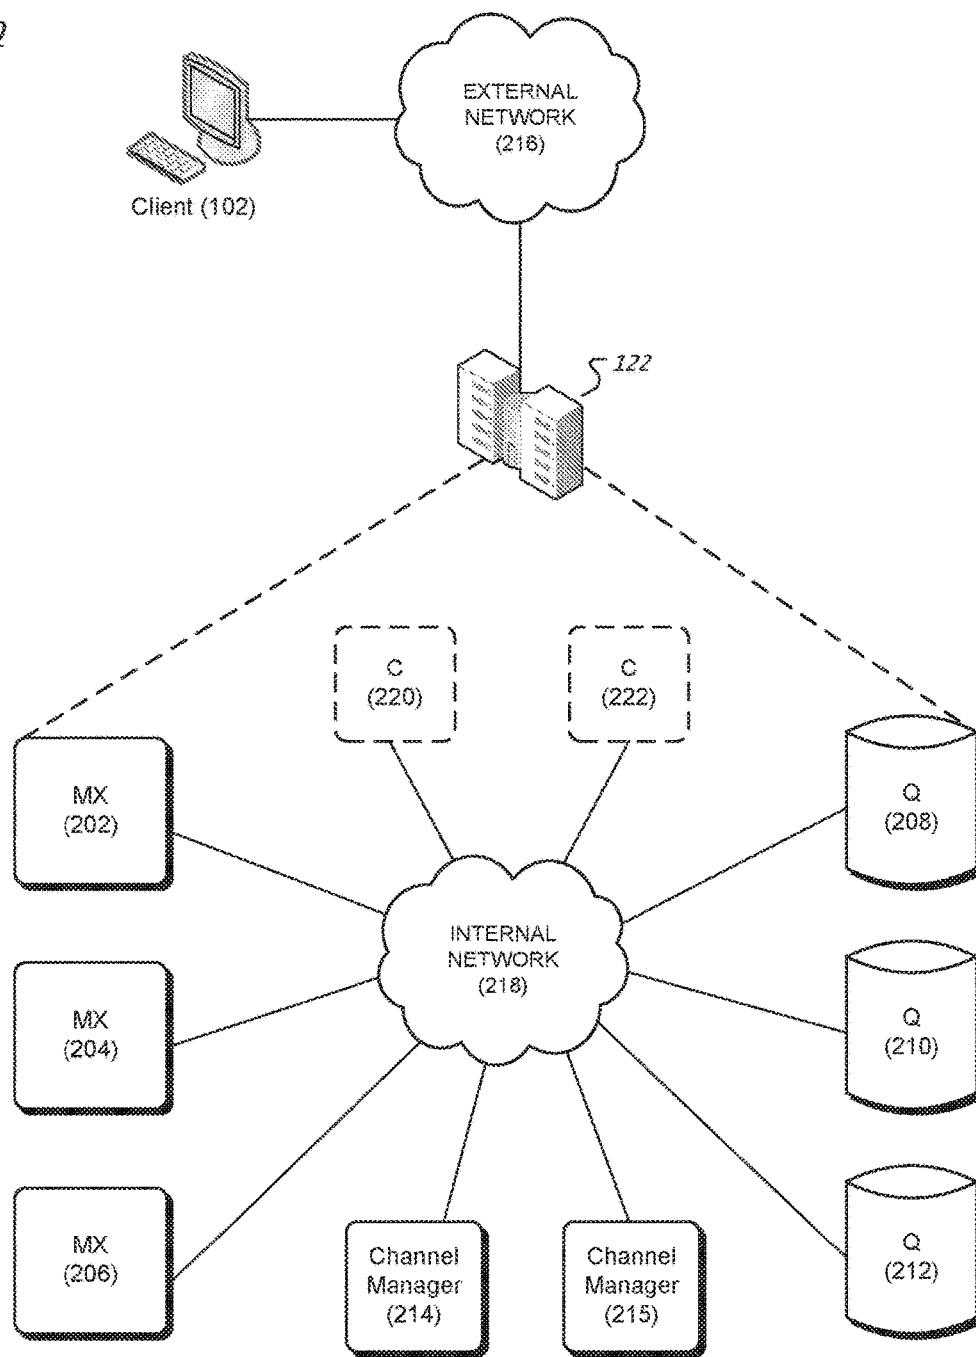 2
EXTERNAL
NETWORK
(216)
Client (102)
122
C
(220)
C
(222)
MX
(202)
Q
(208)
INTERNAL
NETWORK
(218)
MX
(204)
Q
(210)
MX
(206)
Channel
Manager
(214)
Channel
Manager
(215)
Q
(212)